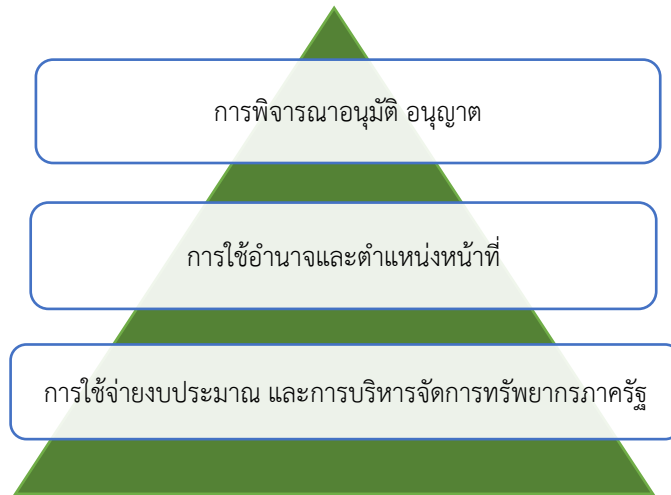 การพิจารณาอนุมัติ อนุญาต
การใช้อำนาจและตำแหน่งหน้าที่
การใช้จ่ายงบประมาณ และการบริหารจัดการทรัพยากรภาครัฐ